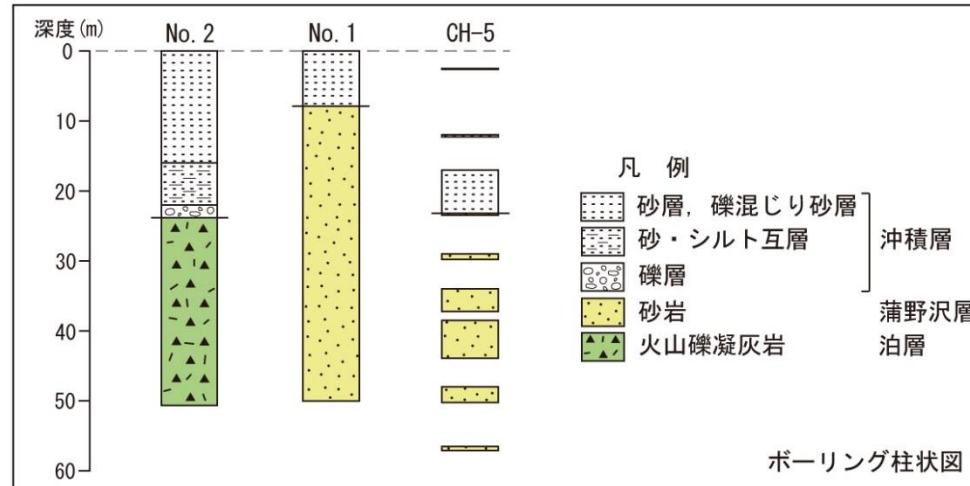 深度(m)
No. 2
No. 1
CH-5
0
10
20
30
40
50
60
凡 例
砂層，礫混じり砂層
砂・シルト互層
沖積層
礫層
砂岩
蒲野沢層
火山礫凝灰岩
泊層
ボーリング柱状図